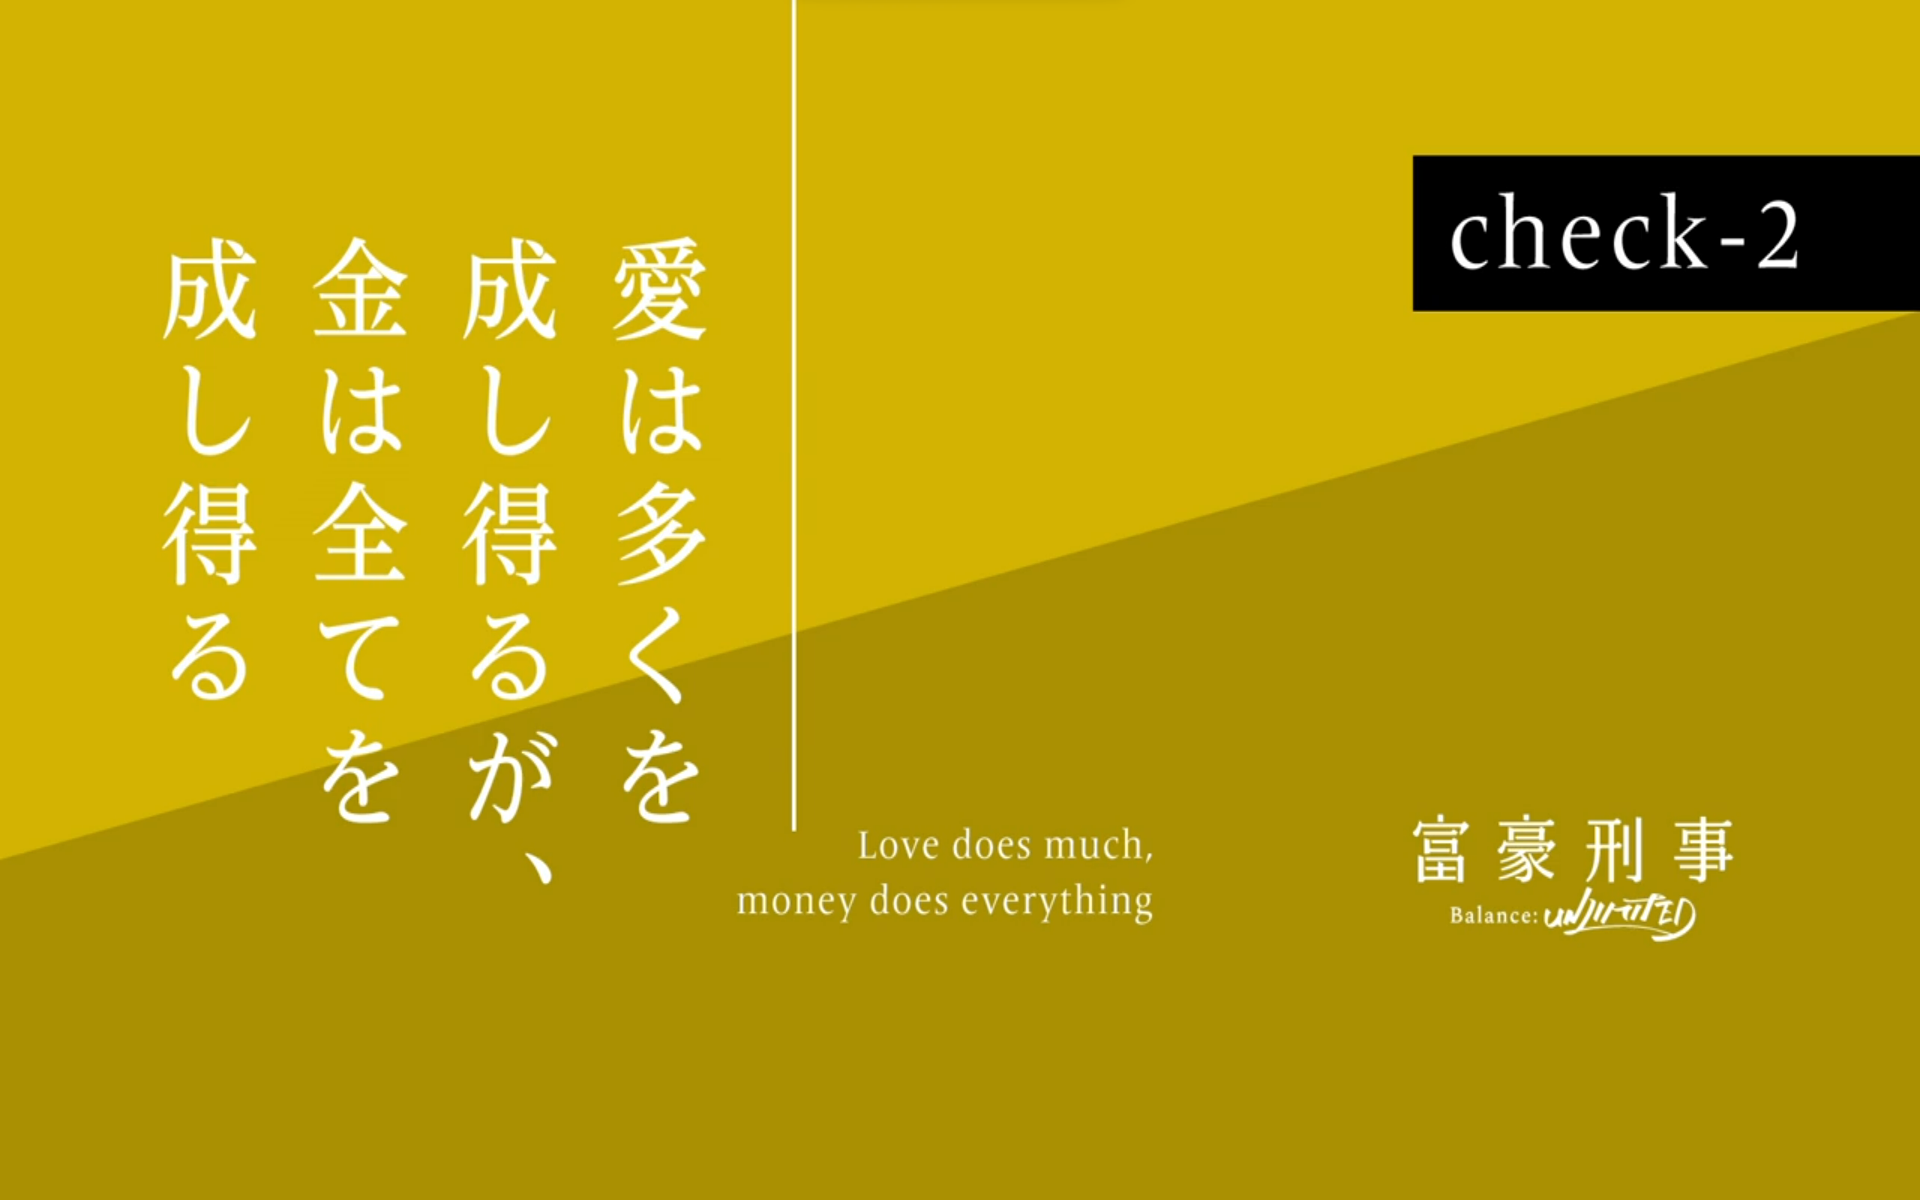 check-2
愛は多くを
成し得るが、
金は全てを
成し得る
Love does much,
money does everything
富豪刑事
Balance: UNLIMITED